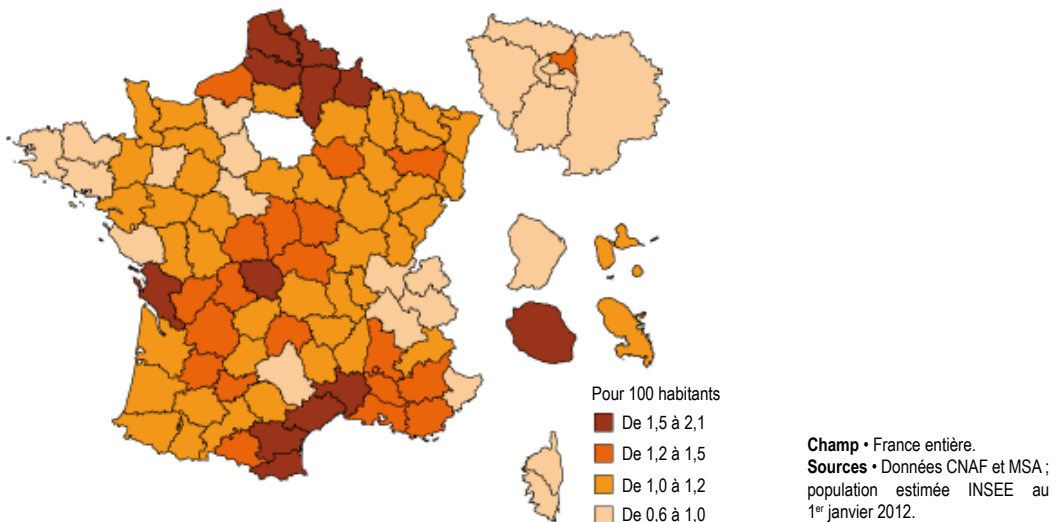 Pour 100 habitants
De 1,5 à 2,1
De 1,2 à 1,5
De 1,0 à 1,2
De 0,6 à 1,0
Champ • France entière.
Sources • Données CNAF et MSA ;
population estimée INSEE au
1er janvier 2012.